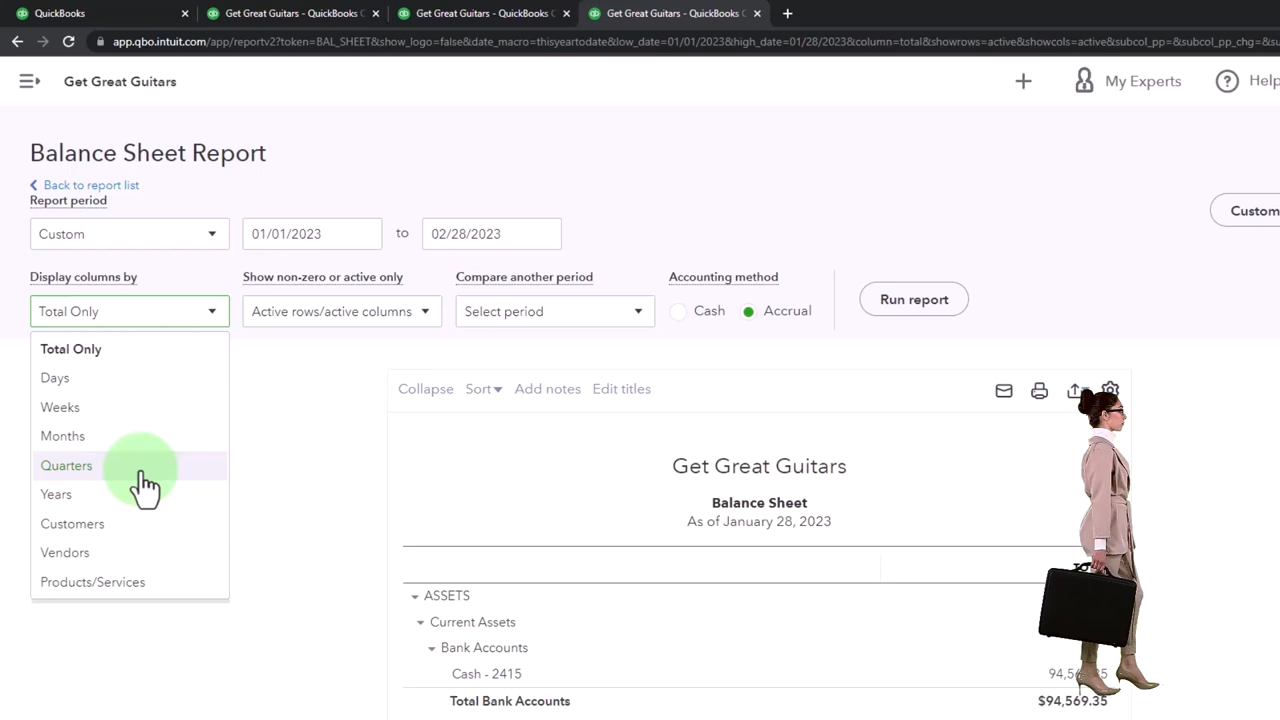 QuickBooks
Get Great Guitars - QuickBooks
Get Great Guitars - QuickBooks
Get Great Guitars - QuickBooks
app.qbo.intuit.com/app/reportv2?token=BAL_SHEET&show_logo=false&date_macro=thisyeartodate&low_date=01/01/2023&high_date=01/28/2023&column=total&showrows=active&showcols=active&subcol_pp=&subcol_pp_chg=&su
Get Great Guitars
My Experts
Help
Balance Sheet Report
Back to report list
Report period
Custom
01/01/2023
to
02/28/2023
Custom
Display columns by
Show non-zero or active only
Compare another period
Accounting method
Total Only
Active rows/active columns
Select period
Cash
Accrual
Run report
Total Only
Days
Weeks
Months
Quarters
Years
Customers
Vendors
Products/Services
Collapse
Sort
Add notes
Edit titles
Get Great Guitars
Balance Sheet
As of January 28, 2023
ASSETS
Current Assets
Bank Accounts
Cash - 2415
Total Bank Accounts
$94,569.35